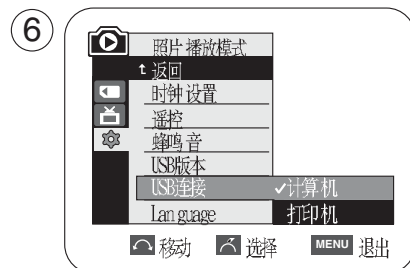 6
照片 播放模式
返回
时钟 设置
遥控
蜂鸣 音
USB版本
USB连接 ✓计算 机
Lan guage 打印 机
移动 选择 MENU 退出